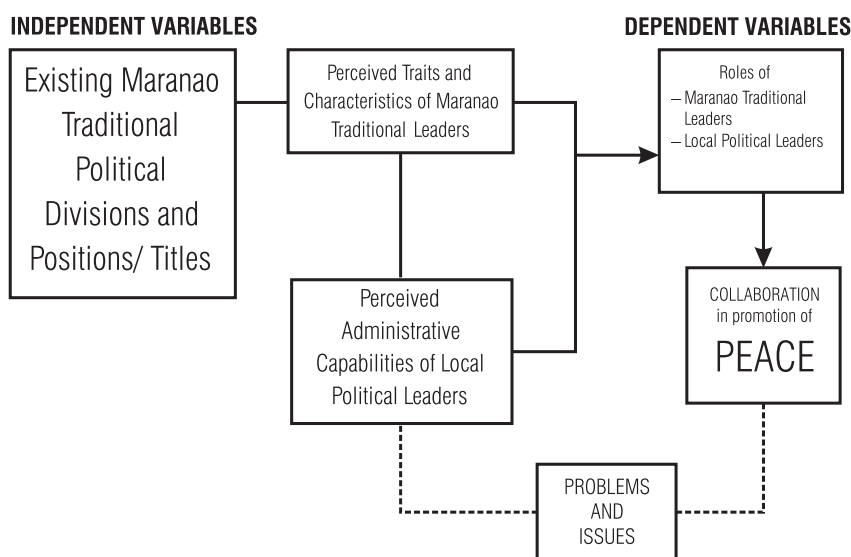 INDEPENDENT VARIABLES
DEPENDENT VARIABLES
Existing Maranao
Traditional
Political
Divisions and
Positions/ Titles
Perceived Traits and
Characteristics of Maranao
Traditional Leaders
Roles of
– Maranao Traditional
Leaders
– Local Political Leaders
Perceived
Administrative
Capabilities of Local
Political Leaders
COLLABORATION
in promotion of
PEACE
PROBLEMS
AND
ISSUES